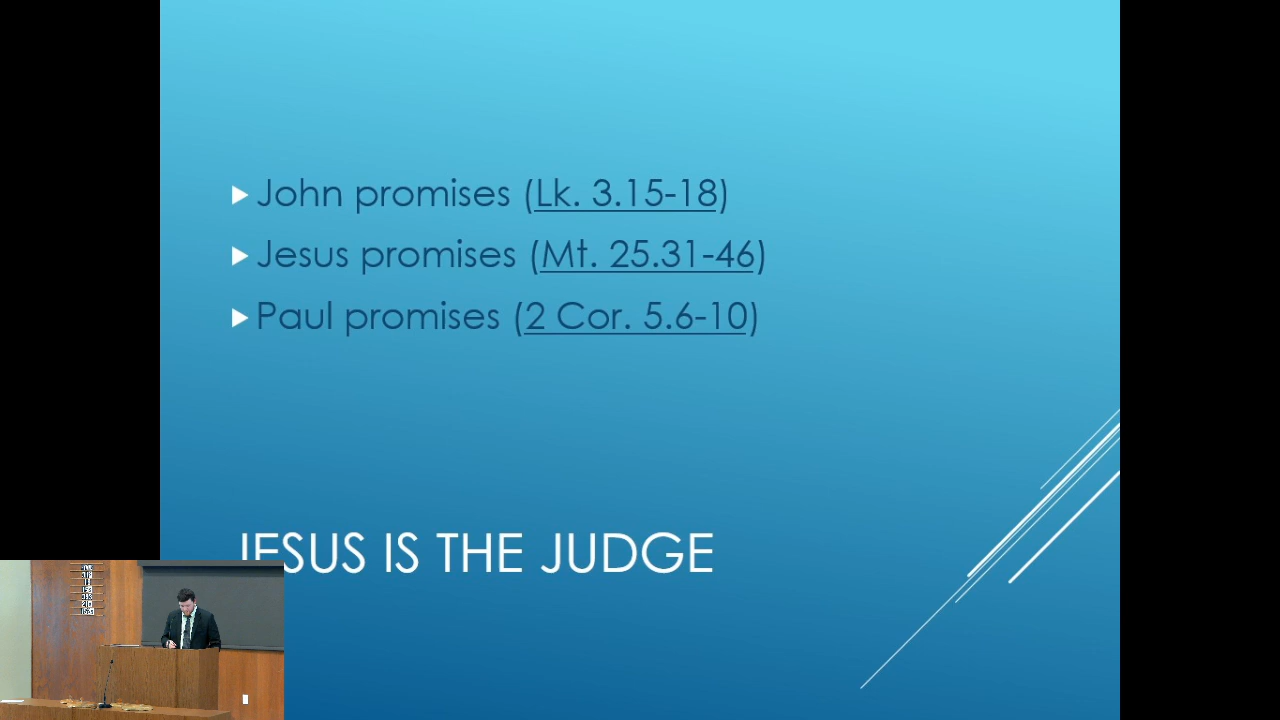 John promises (Lk. 3.15-18)
Jesus promises (Mt. 25.31-46)
Paul promises (2 Cor. 5.6-10)
JESUS IS THE JUDGE